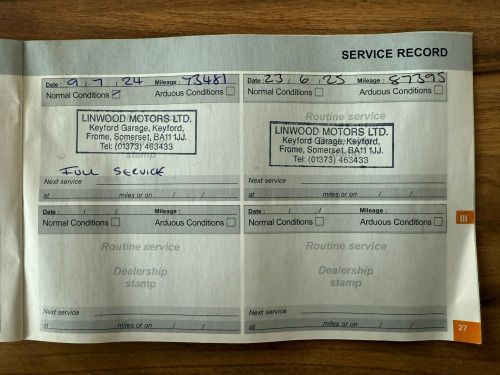 SERVICE RECORD
Date : 9 / 7 / 24 Mileage : 73481
Normal Conditions ☑ Arduous Conditions ☐
LINWOOD MOTORS LTD.
Keyford Garage, Keyford,
Frome, Somerset, BA11 1JJ.
Tel: (01373) 463433
stamp
FULL SERVICE
Next service
at miles or on / /
Date : 23 / 6 / 25 Mileage : 87395
Normal Conditions ☐ Arduous Conditions ☐
Routine service
LINWOOD MOTORS LTD.
Keyford Garage, Keyford,
Frome, Somerset, BA11 1JJ.
Tel: (01373) 463433
Next service
at miles or on / /
Date : / / Mileage :
Normal Conditions ☐ Arduous Conditions ☐
Routine service
Dealership
stamp
Next service
at miles or on / /
Date : / / Mileage :
Normal Conditions ☐ Arduous Conditions ☐
Routine service
Dealership
stamp
Next service
at miles or on / /
III
27